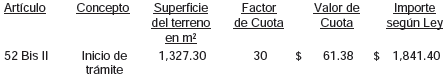 Artículo Concepto Superficie del terreno en m² Factor de Cuota Valor de Cuota Importe según Ley
52 Bis II Inicio de trámite 1,327.30 30 $ 61.38 $ 1,841.40